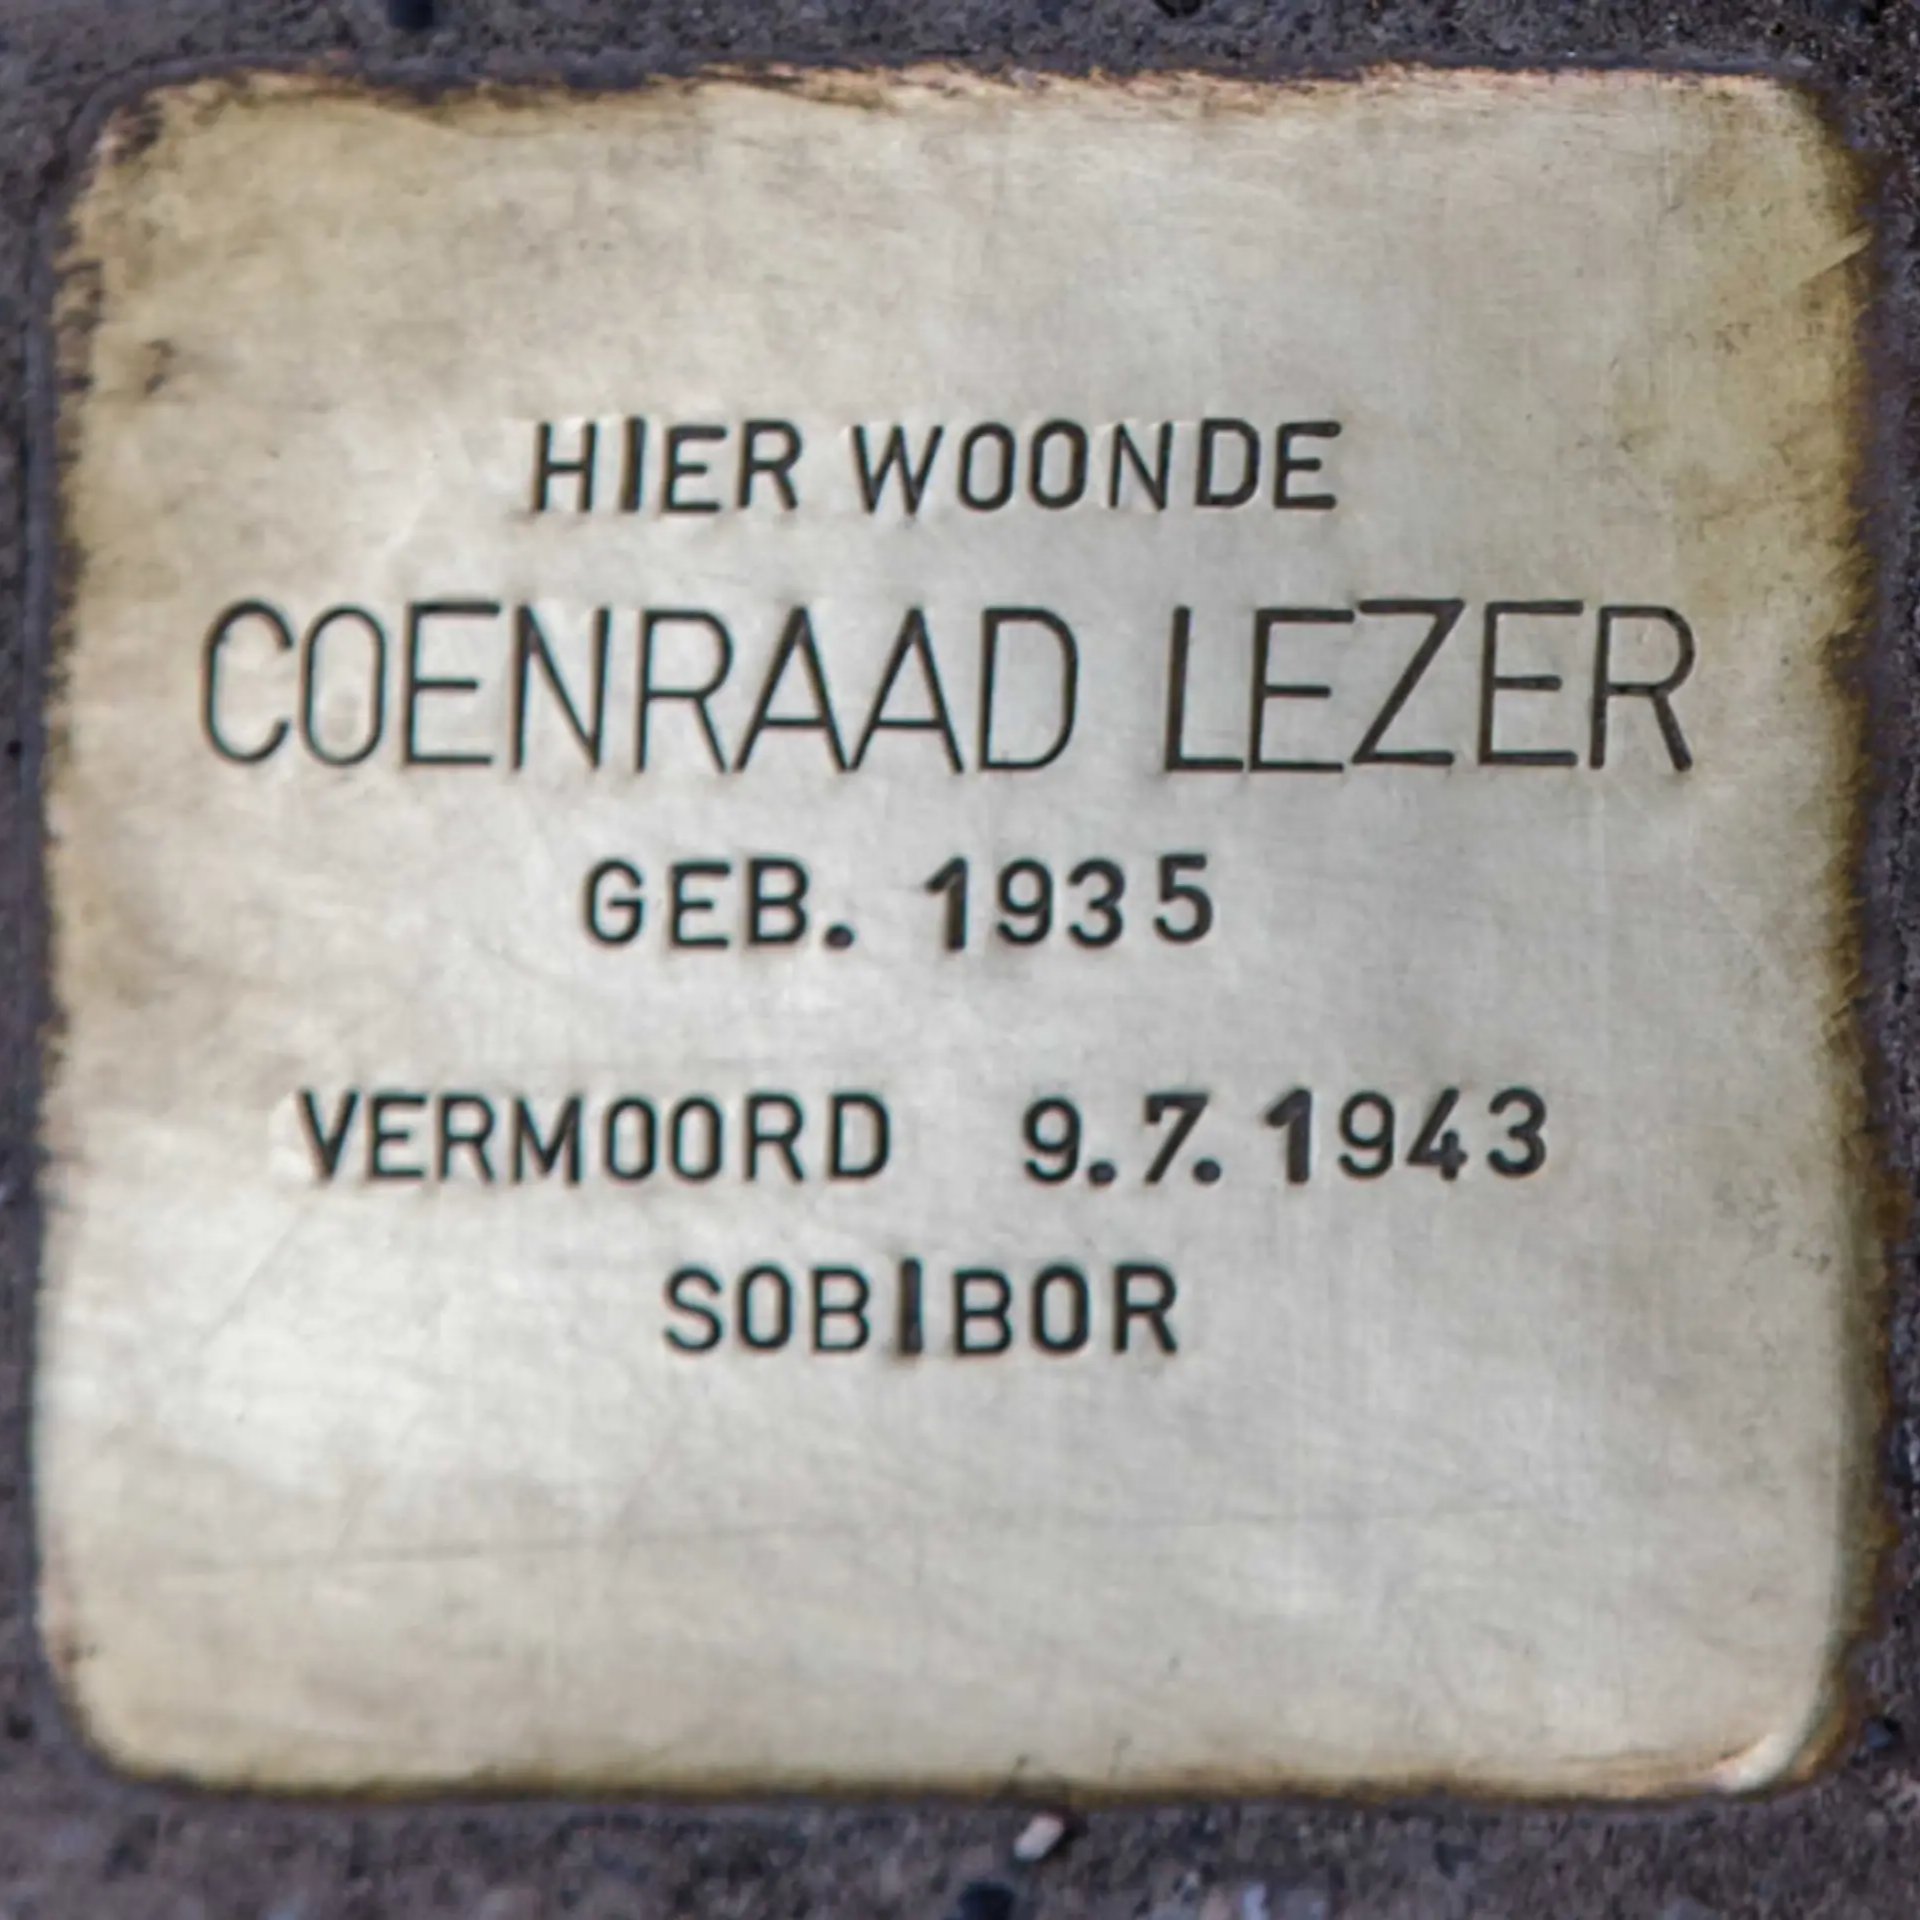 HIER WOONDE
COENRAAD LEZER
GEB. 1935
VERMOORD 9.7.1943
SOBIBOR